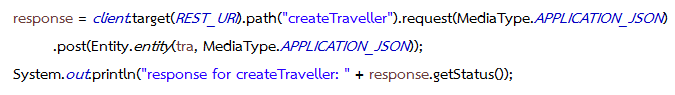 response = client.target(REST_URI).path("createTraveller").request(MediaType.APPLICATION_JSON)
.post(Entity.entity(tra, MediaType.APPLICATION_JSON));
System.out.println("response for createTraveller: " + response.getStatus());